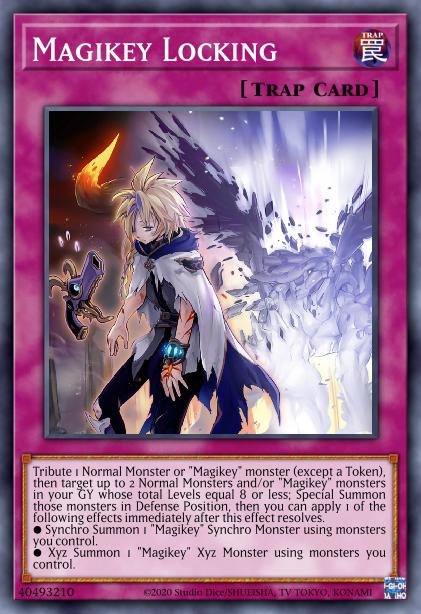 Magikey Locking
TRAP
罠
[Trap Card]
Tribute 1 Normal Monster or "Magikey" monster (except a Token),
then target up to 2 Normal Monsters and/or "Magikey" monsters
in your GY whose total Levels equal 8 or less; Special Summon
those monsters in Defense Position, then you can apply 1 of the
following effects immediately after this effect resolves.
● Synchro Summon 1 "Magikey" Synchro Monster using monsters
you control.
● Xyz Summon 1 "Magikey" Xyz Monster using monsters you
control.
40493210
©2020 Studio Dice/SHUEISHA, TV TOKYO, KONAMI